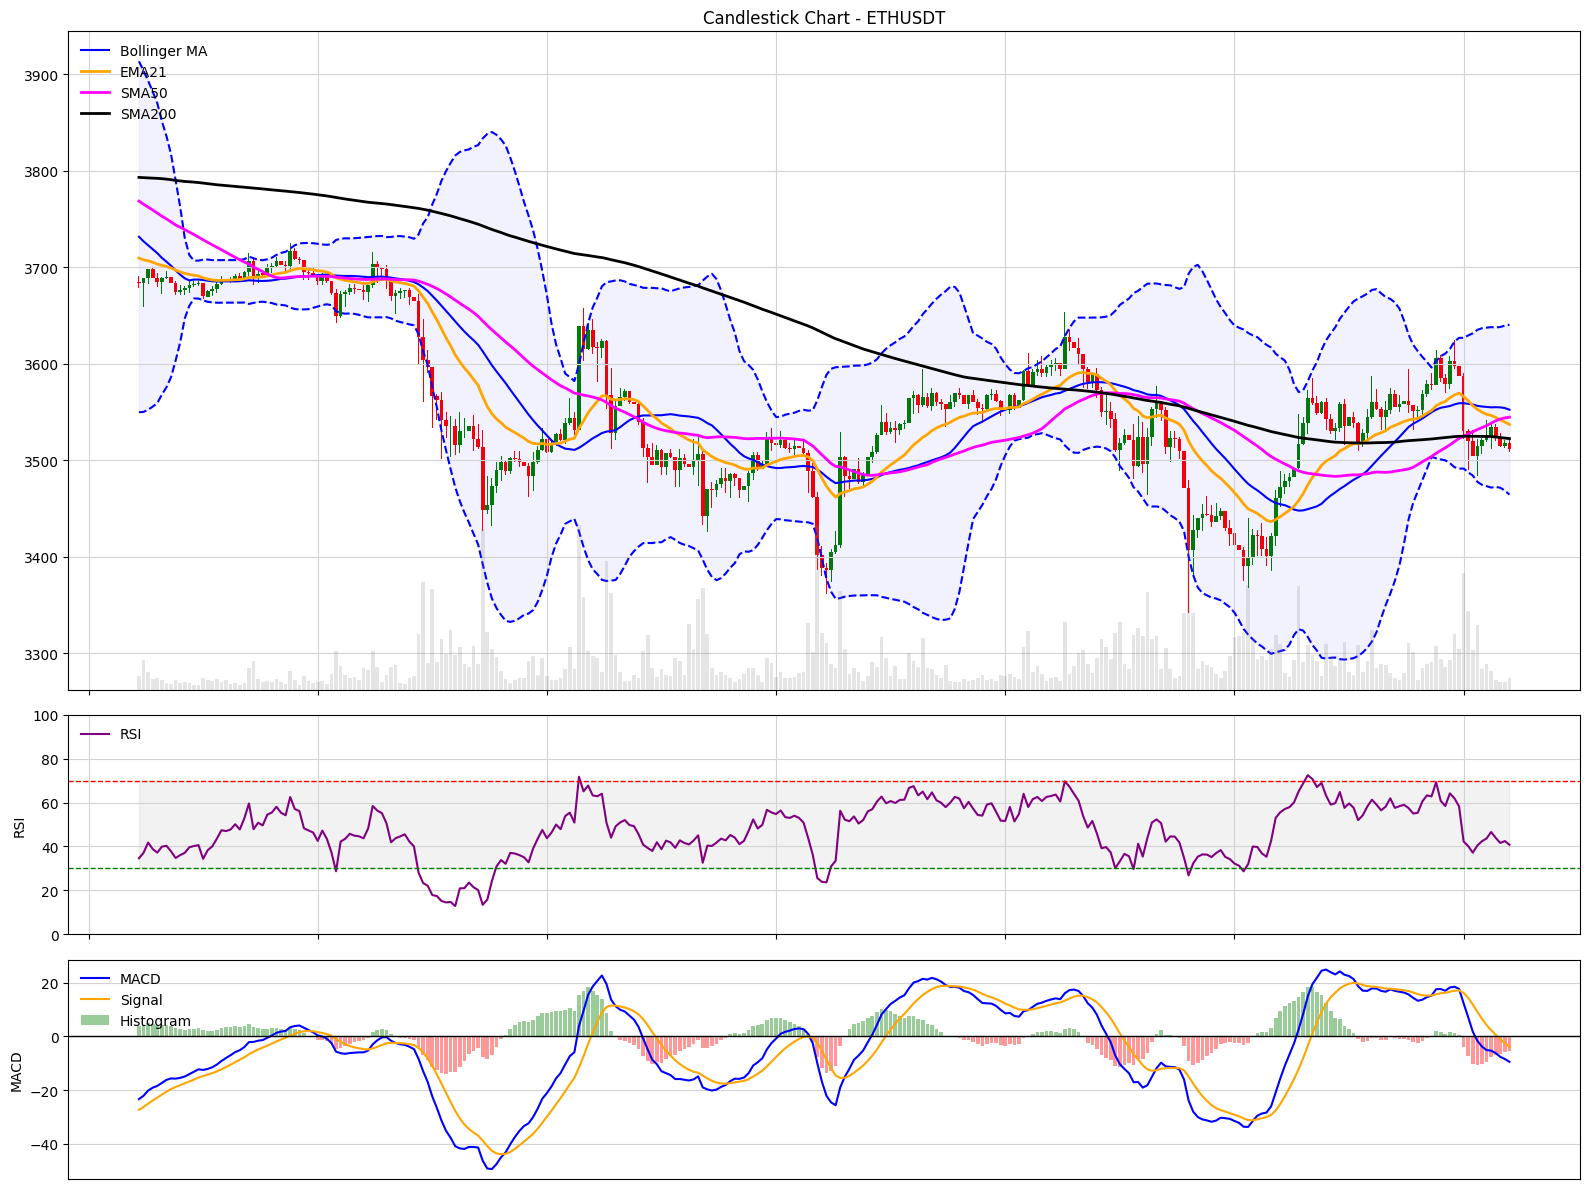 Candlestick Chart - ETHUSDT
Bollinger MA
EMA21
SMA50
SMA200
3900
3800
3700
3600
3500
3400
3300
RSI
100
80
60
40
20
0
RSI
MACD
Signal
Histogram
20
0
−20
−40
MACD